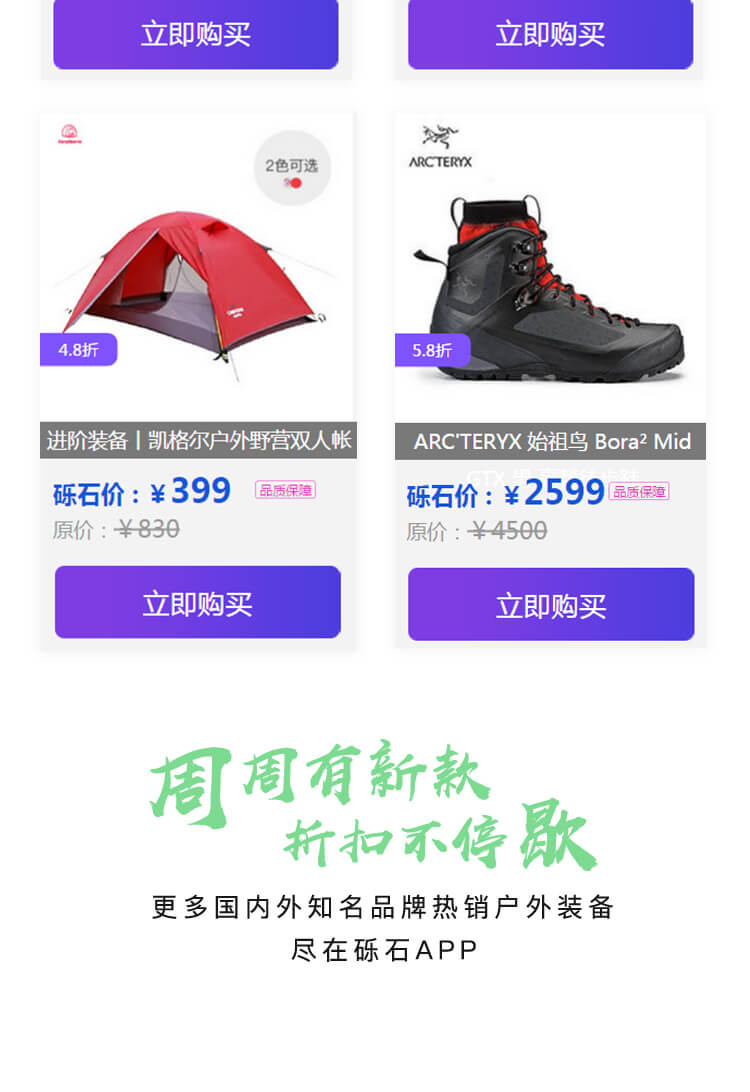 立即购买
立即购买
2色可选
4.8折
进阶装备丨凯格尔户外野营双人帐
砾石价：￥399
品质保障
原价：￥830
立即购买
ARC'TERYX
5.8折
ARC'TERYX 始祖鸟 Bora² Mid
GTX
砾石价：￥2599
品质保障
原价：￥4500
立即购买
周周有新款
折扣不停歇
更多国内外知名品牌热销户外装备
尽在砾石APP